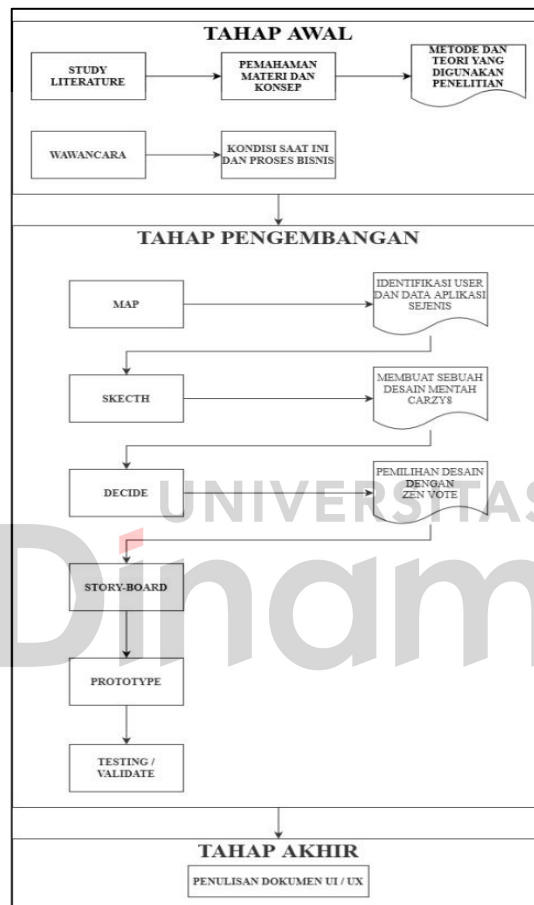 TAHAP AWAL
STUDY
LITERATURE
PEMAHAMAN
MATERI DAN
KONSEP
METODE DAN
TEORI YANG
DIGUNAKAN
PENELITIAN
WAWANCARA
KONDISI SAAT INI
DAN PROSES BISNIS
TAHAP PENGEMBANGAN
MAP
IDENTIFIKASI USER
DAN DATA APLIKASI
SEJENIS
SKECTH
MEMBUAT SEBUAH
DESAIN MENTAH
CARZY8
DECIDE
PEMILIHAN DESAIN
DENGAN
ZEN VOTE
UNIVERSITAS
Dinam
STORY-BOARD
PROTOTYPE
TESTING /
VALIDATE
TAHAP AKHIR
PENULISAN DOKUMEN UI / UX